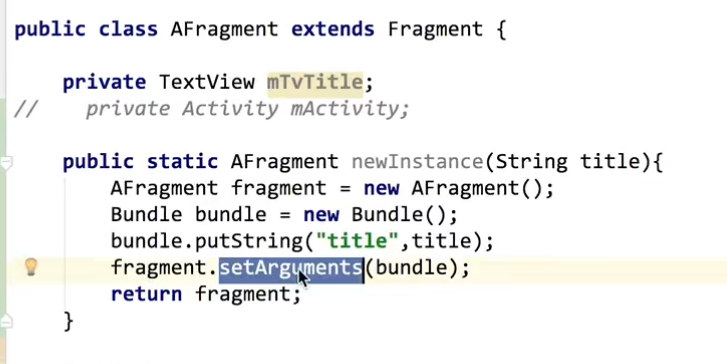 public class AFragment extends Fragment {
private TextView mTvTitle;
// private Activity mActivity;
public static AFragment newInstance(String title){
AFragment fragment = new AFragment();
Bundle bundle = new Bundle();
bundle.putString("title",title);
fragment.setArguments(bundle);
return fragment;
}